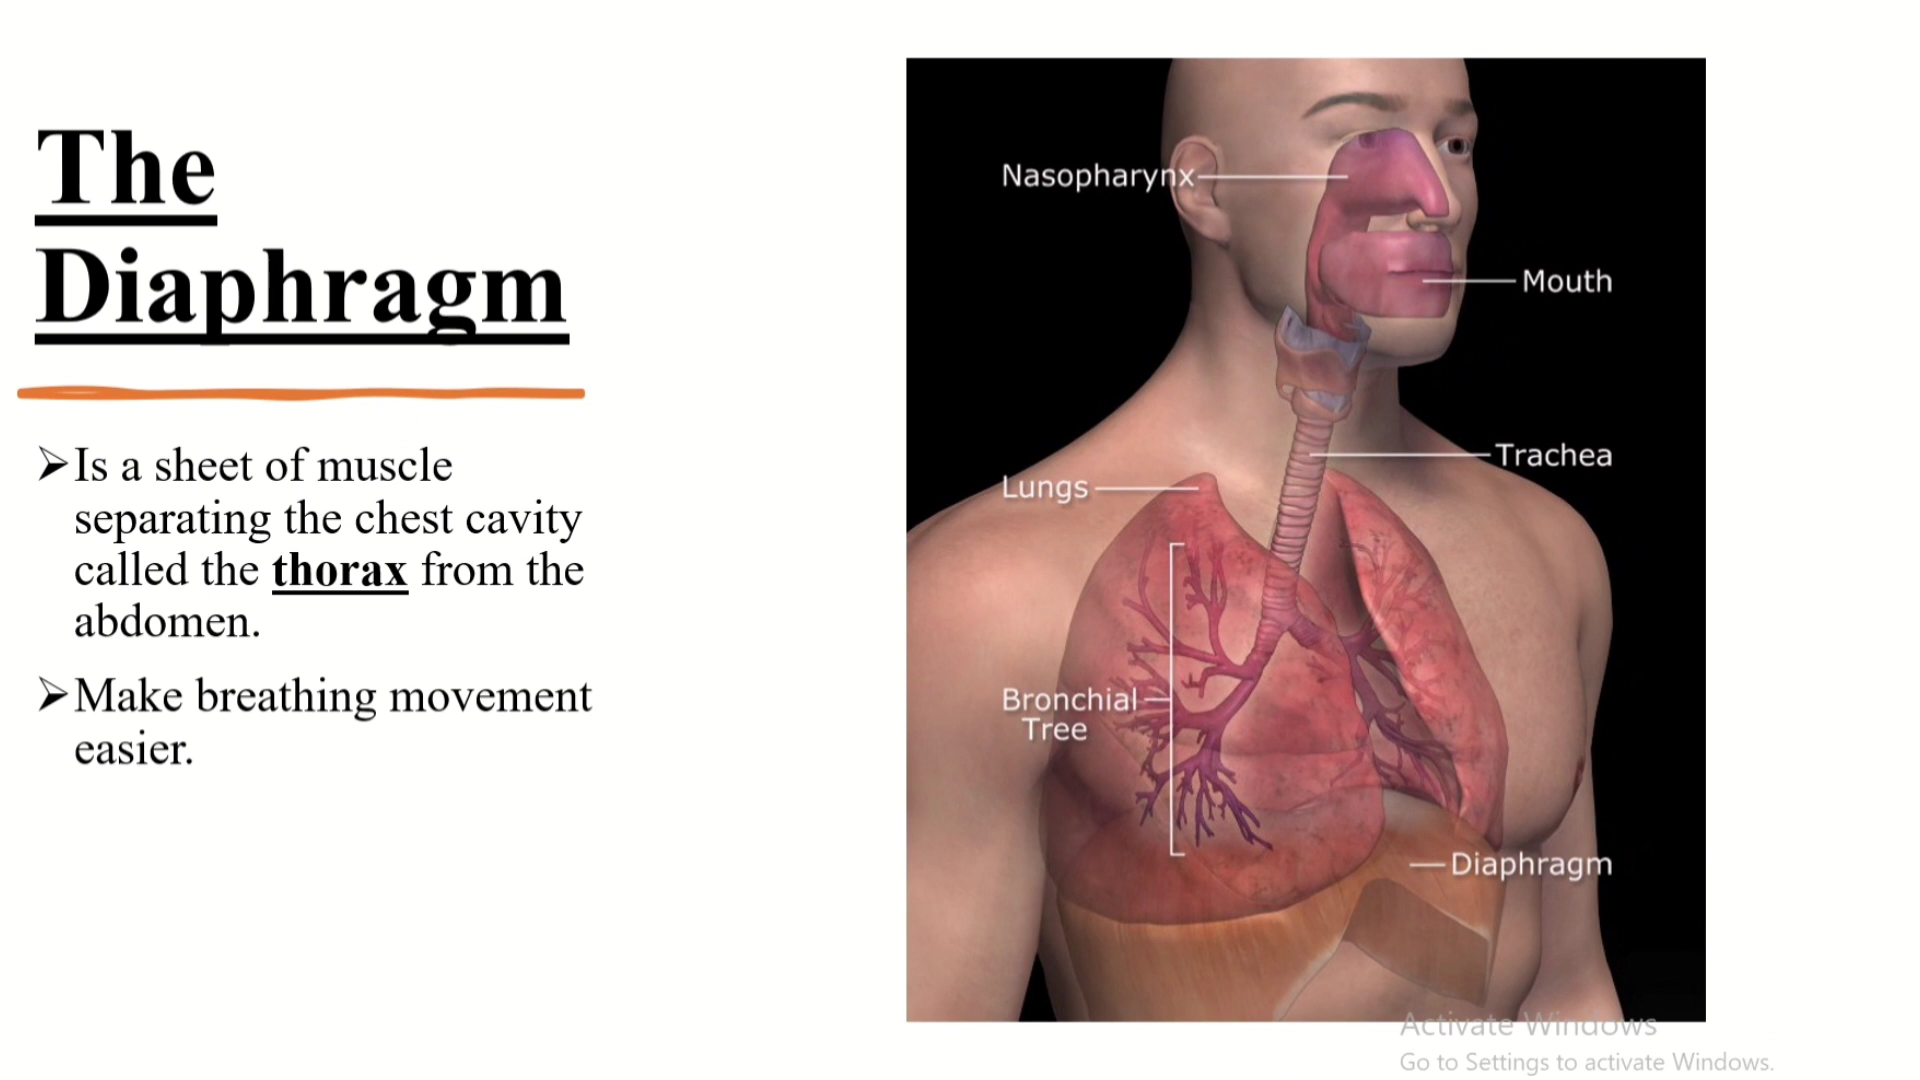 The
Diaphragm
➢Is a sheet of muscle
separating the chest cavity
called the thorax from the
abdomen.
➢Make breathing movement
easier.
Nasopharynx
Mouth
Trachea
Lungs
Bronchial
Tree
Diaphragm
Activate Windows
Go to Settings to activate Windows.